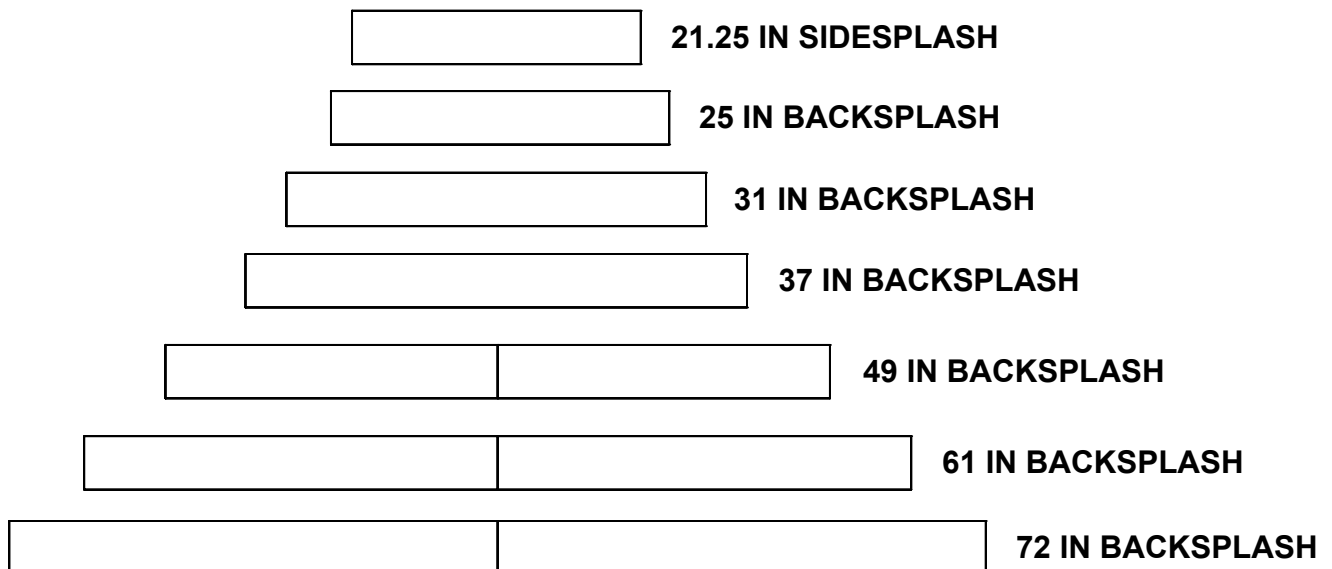 21.25 IN SIDESPLASH
25 IN BACKSPLASH
31 IN BACKSPLASH
37 IN BACKSPLASH
49 IN BACKSPLASH
61 IN BACKSPLASH
72 IN BACKSPLASH